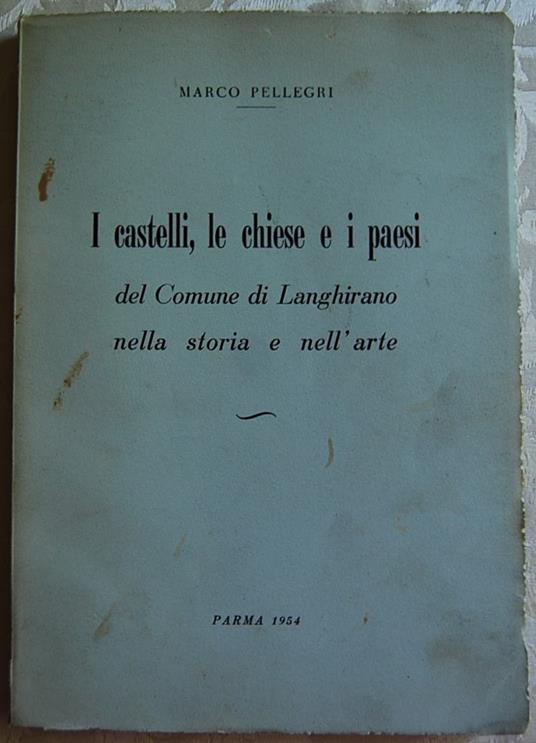 MARCO PELLEGRI
I castelli, le chiese e i paesi
del Comune di Langhirano
nella storia e nell'arte
PARMA 1954